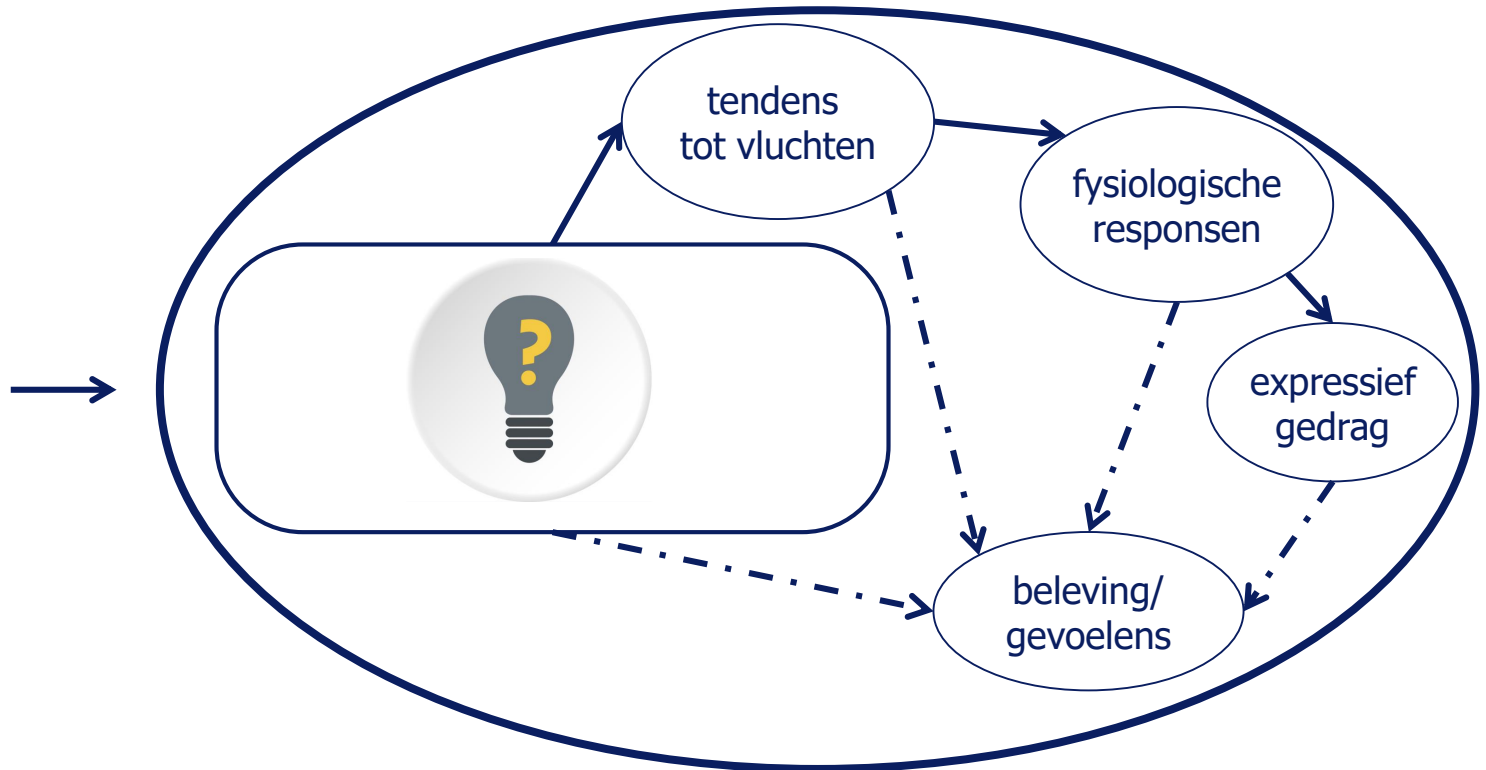 tendens
tot vluchten
fysiologische
responsen
?
expressief
gedrag
beleving/
gevoelens